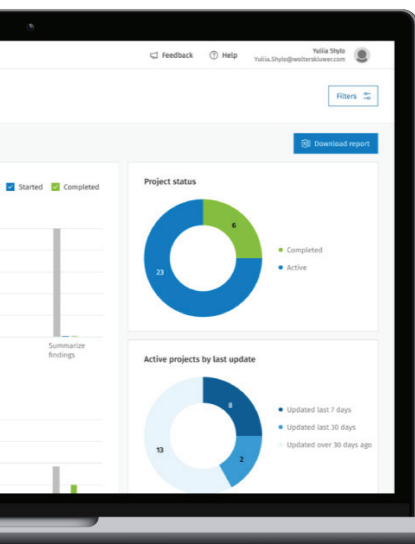 Feedback
Help
Yuliia Shylo
Yuliia.Shylo@wolterskluwer.com
Filters
Download report
Started
Completed
Summarize
findings
Project status
6
23
Completed
Active
Active projects by last update
8
2
13
Updated last 7 days
Updated last 30 days
Updated over 30 days ago